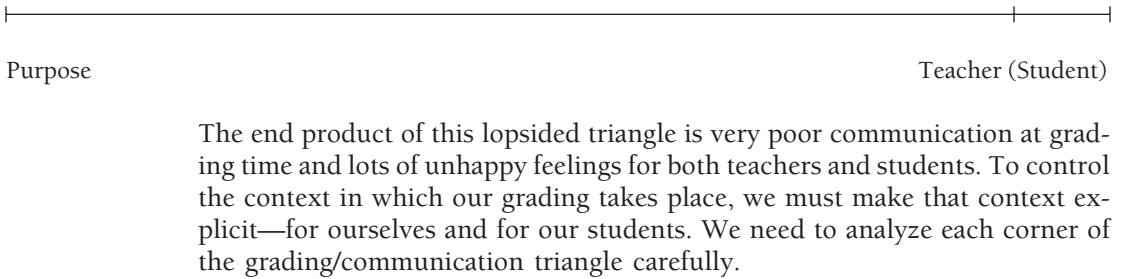 Purpose Teacher (Student)
The end product of this lopsided triangle is very poor communication at grad-
ing time and lots of unhappy feelings for both teachers and students. To control
the context in which our grading takes place, we must make that context ex-
plicit—for ourselves and for our students. We need to analyze each corner of
the grading/communication triangle carefully.